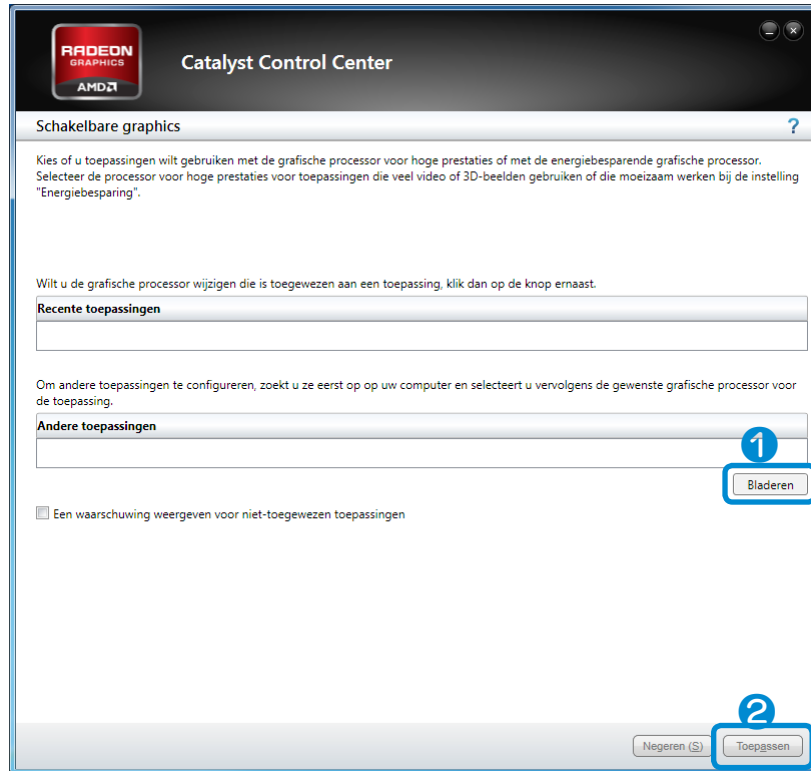 RADEON
GRAPHICS
AMD
Catalyst Control Center
Schakelbare graphics
?
Kies of u toepassingen wilt gebruiken met de grafische processor voor hoge prestaties of met de energiebesparende grafische processor.
Selecteer de processor voor hoge prestaties voor toepassingen die veel video of 3D-beelden gebruiken of die moeizaam werken bij de instelling
"Energiebesparing".
Wilt u de grafische processor wijzigen die is toegewezen aan een toepassing, klik dan op de knop ernaast.
Recente toepassingen
Om andere toepassingen te configureren, zoekt u ze eerst op op uw computer en selecteert u vervolgens de gewenste grafische processor voor
de toepassing.
Andere toepassingen
1
Bladeren
Een waarschuwing weergeven voor niet-toegewezen toepassingen
2
Negeren (S)
Toepassen